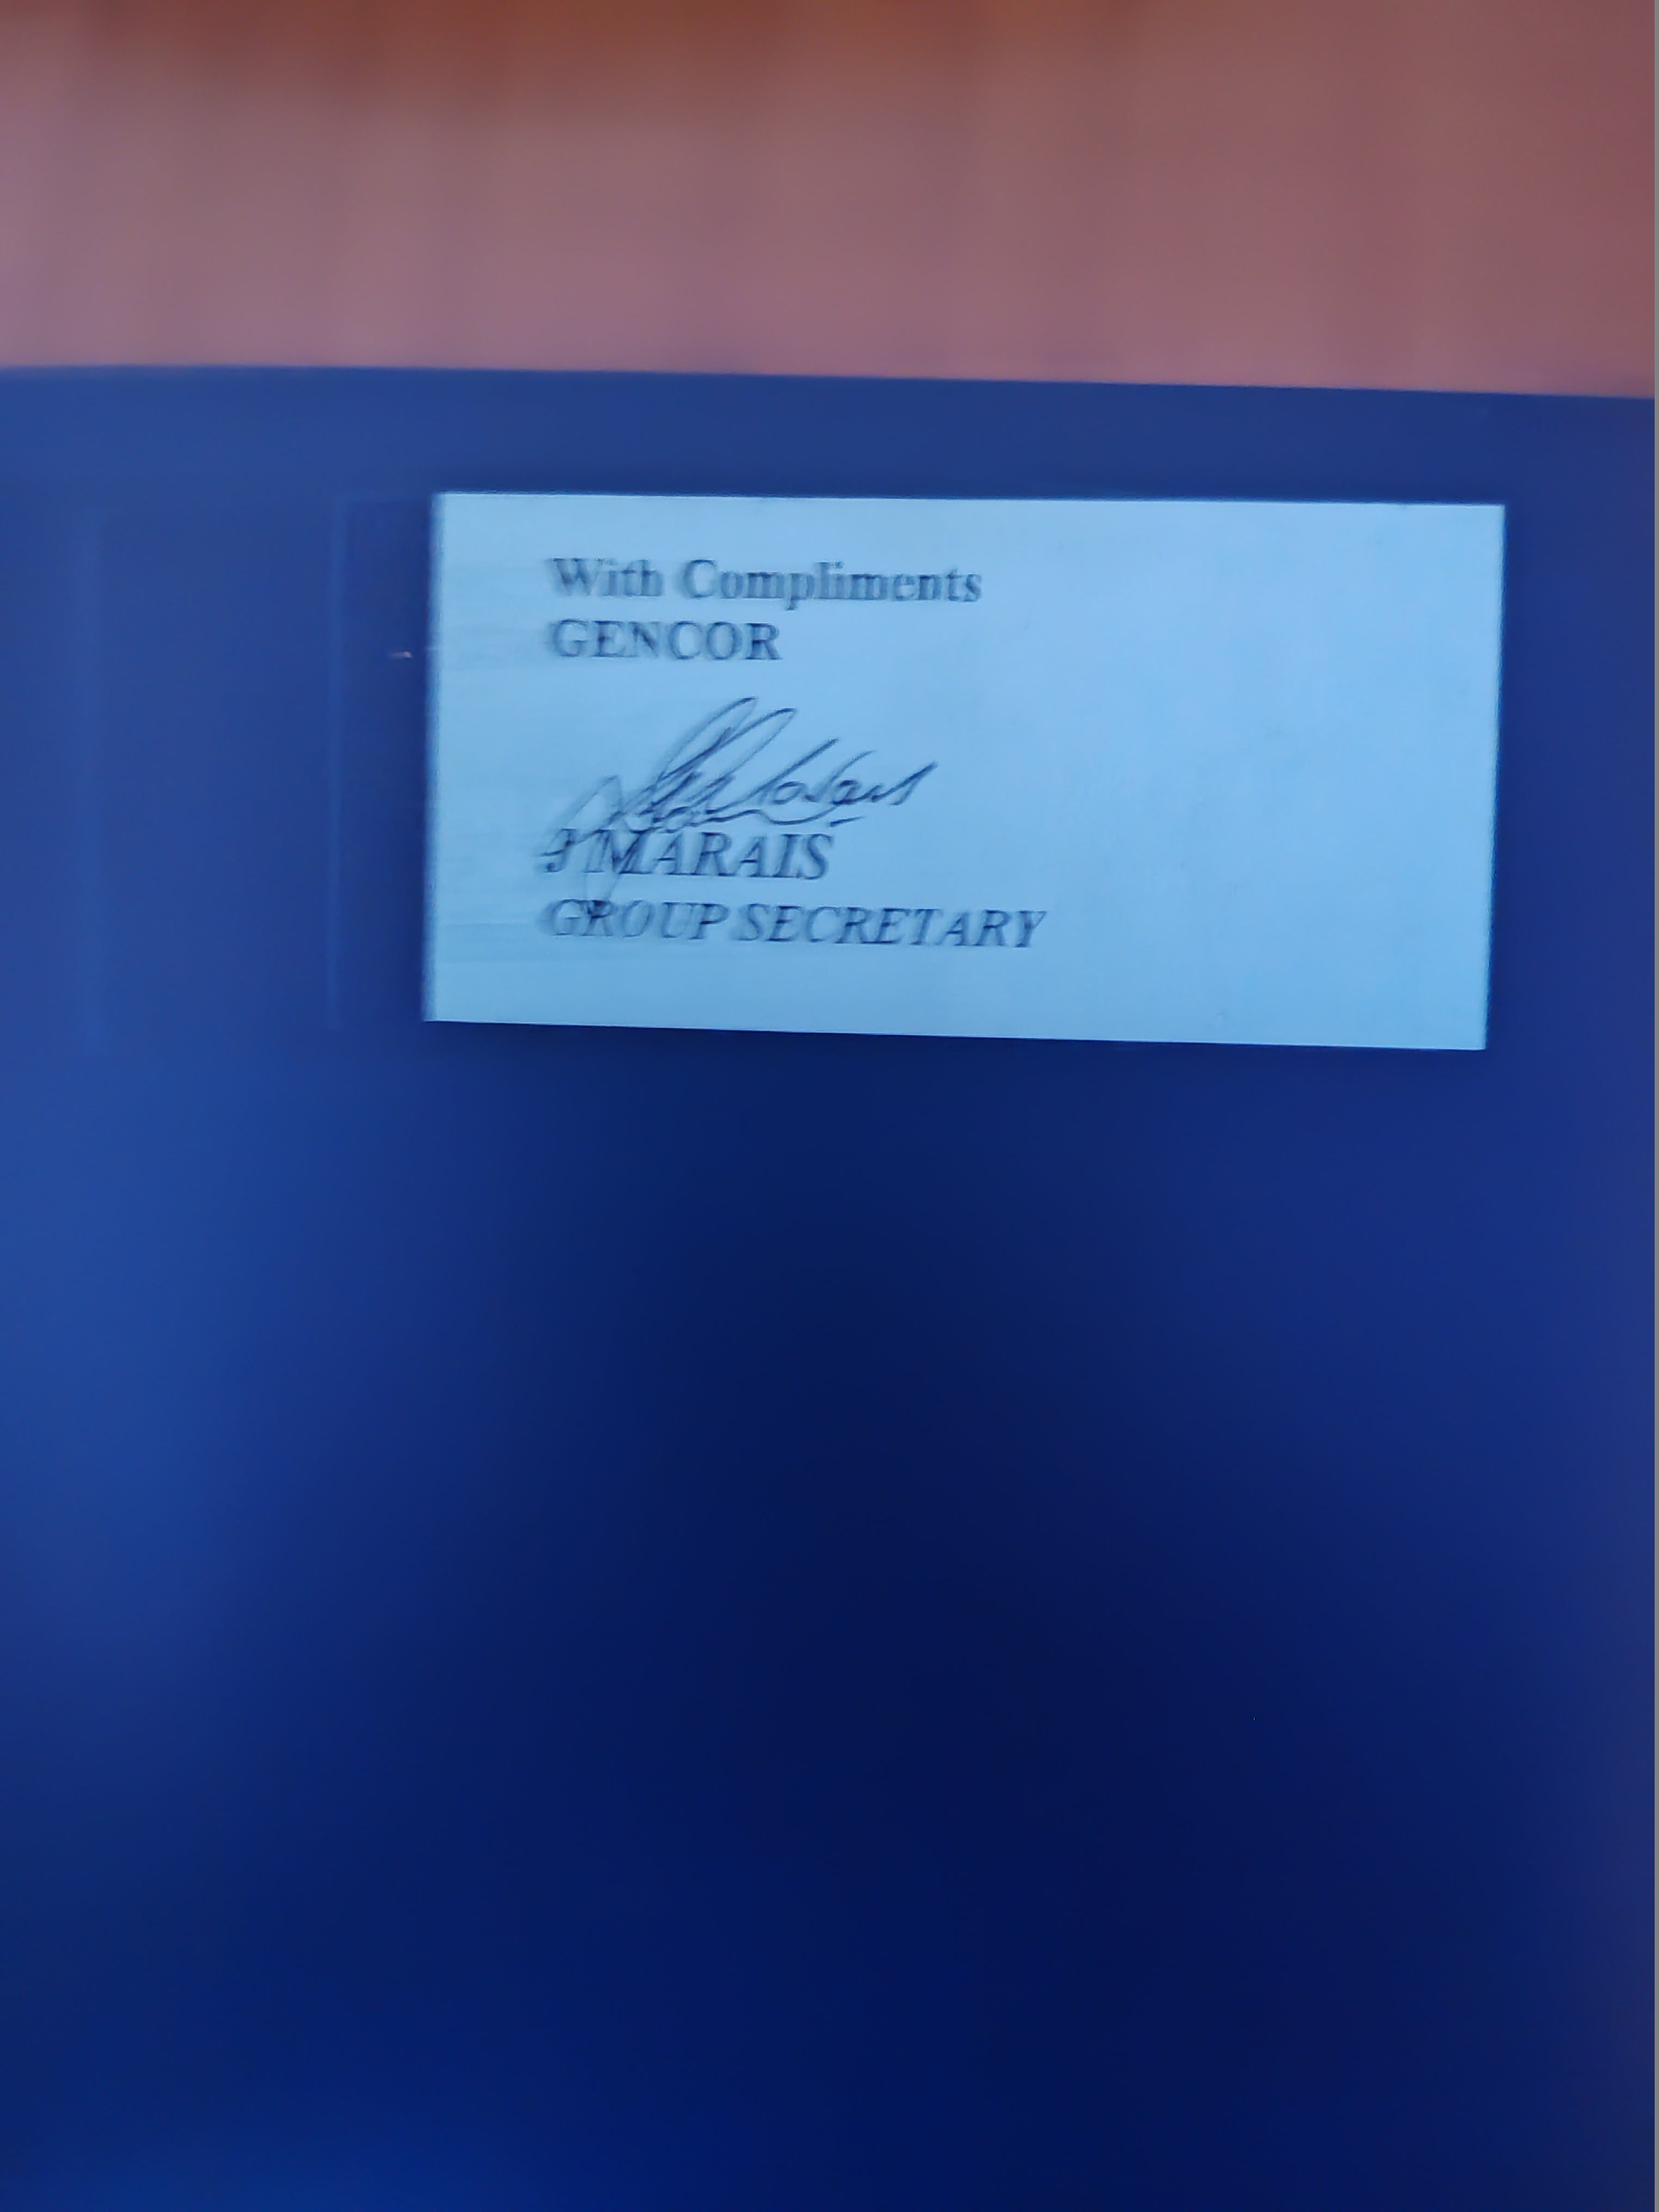 With Compliments
GENCOR
J MARAIS
GROUP SECRETARY